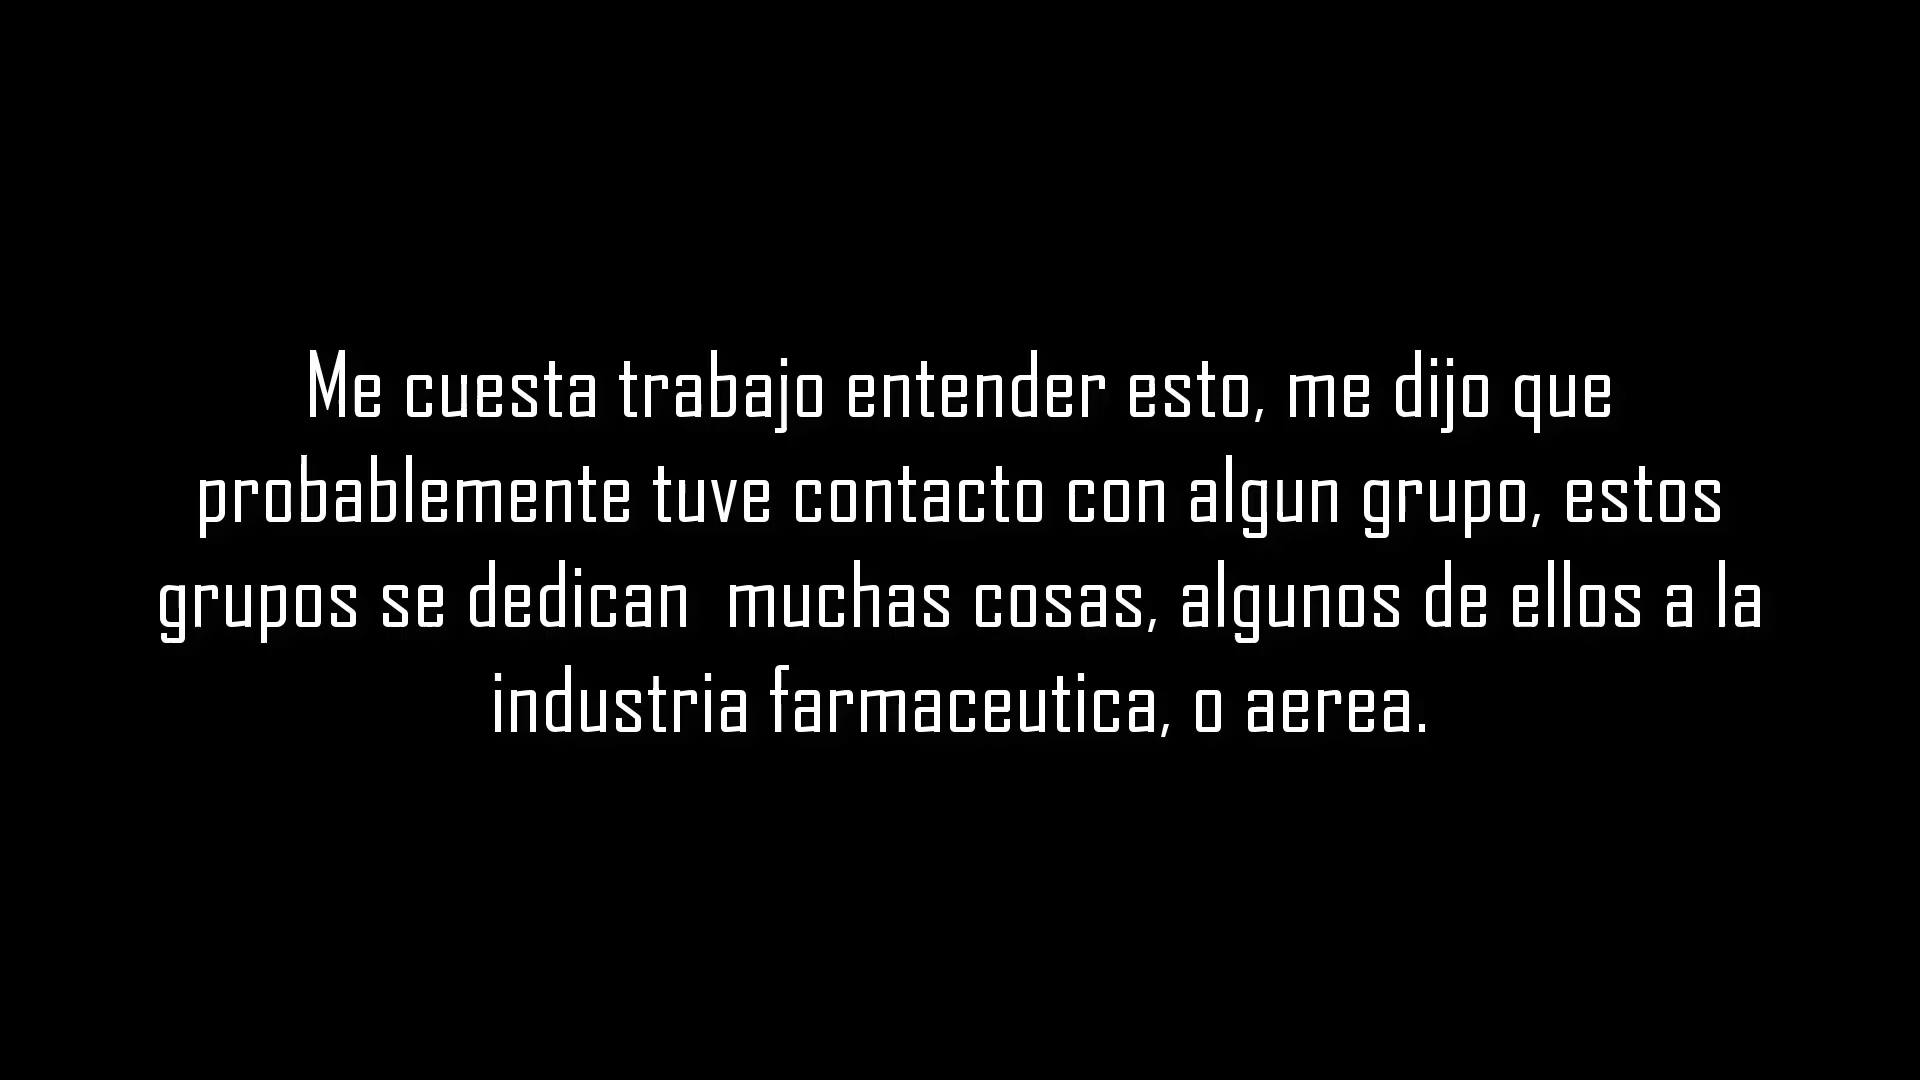 Me cuesta trabajo entender esto, me dijo que
probablemente tuve contacto con algun grupo, estos
grupos se dedican  muchas cosas, algunos de ellos a la
industria farmaceutica, o aerea.